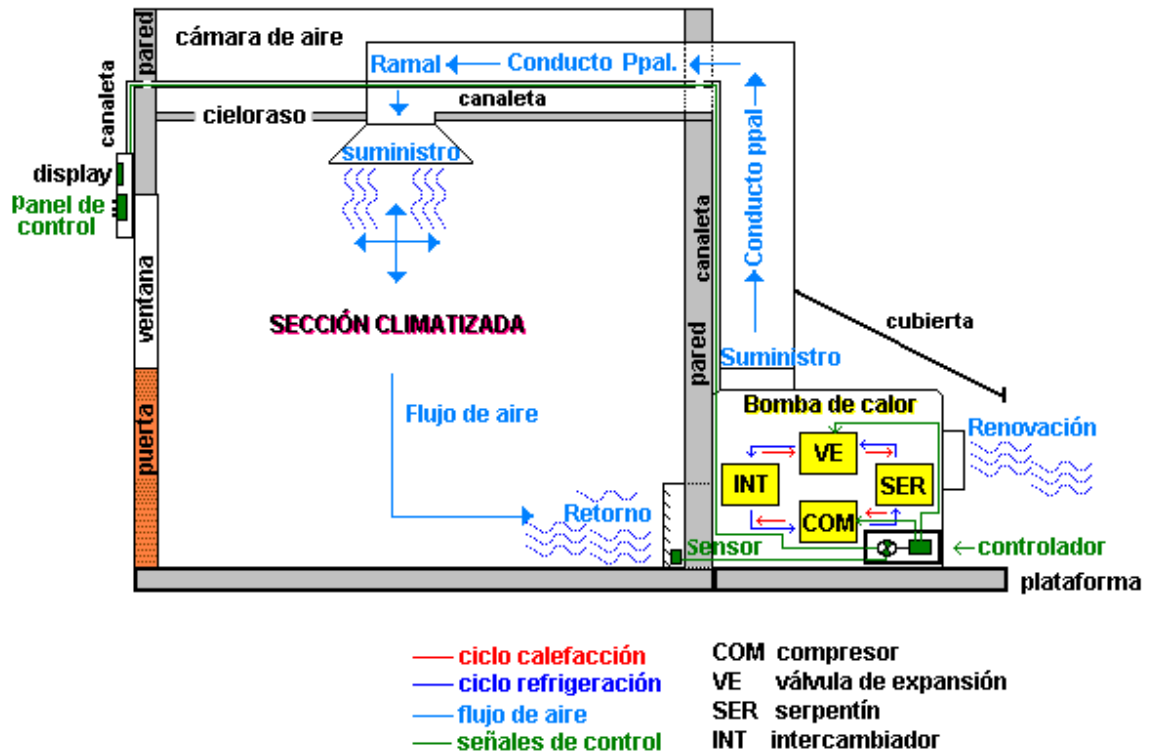 cámara de aire
pared
Ramal
Conducto Ppal.
canaleta
canaleta
cieloraso
suministro
display
Panel de
control
Conducto ppal
canaleta
ventana
SECCIÓN CLIMATIZADA
cubierta
pared
Suministro
puerta
Flujo de aire
Bomba de calor
Renovación
VE
INT
SER
COM
Retorno
Sensor
controlador
plataforma
ciclo calefacción
ciclo refrigeración
flujo de aire
señales de control
COM compresor
VE válvula de expansión
SER serpentín
INT intercambiador